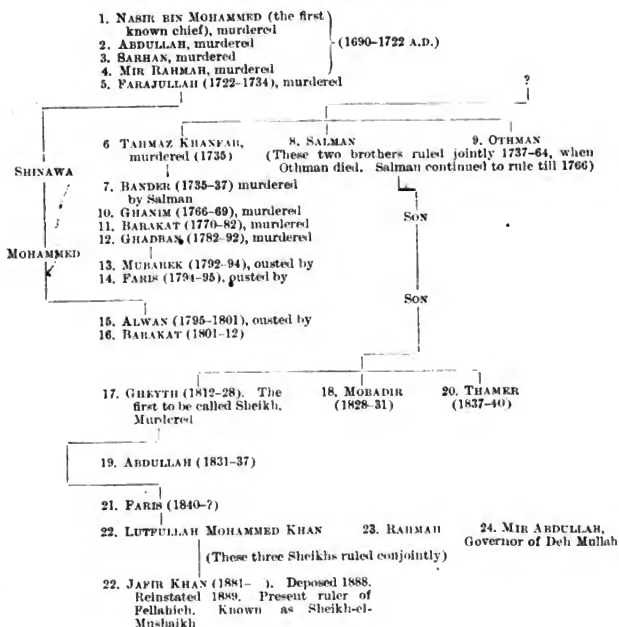 1. NASIR BIN MOHAMMED (the first
known chief), murdered
2. ABDULLAH, murdered
3. SARHAN, murdered
4. MIR RAHMAH, murdered
(1690–1722 A.D.)
5. FARAJULLAH (1722–1734), murdered
?
6 TAHMAZ KHANFAR,
murdered (1735)
8. SALMAN
9. OTHMAN
(These two brothers ruled jointly 1737–64, when
Othman died. Salman continued to rule till 1766)
SHINAWA
7. BANDER (1735–37) murdered
by Salman
10. GHANIM (1766–69), murdered
11. BARAKAT (1770–82), murdered
12. GHADBAN (1782–92), murdered
SON
MOHAMMED
13. MUBAREK (1792–94), ousted by
14. FARIS (1794–95), ousted by
SON
15. ALWAN (1795–1801), ousted by
16. BARAKAT (1801–12)
17. GHEYTH (1812–28). The
first to be called Sheikh.
Murdered
18. MOBADIR
(1828–31)
20. THAMER
(1837–40)
19. ABDULLAH (1831–37)
21. FARIS (1840–?)
22. LUTFULLAH MOHAMMED KHAN
23. RAHMAH
24. MIR ABDULLAH,
Governor of Deh Mullah
(These three Sheikhs ruled conjointly)
22. JAFIR KHAN (1881– ). Deposed 1888.
Reinstated 1889. Present ruler of
Fellahieh. Known as Sheikh-el-
Mushaikh